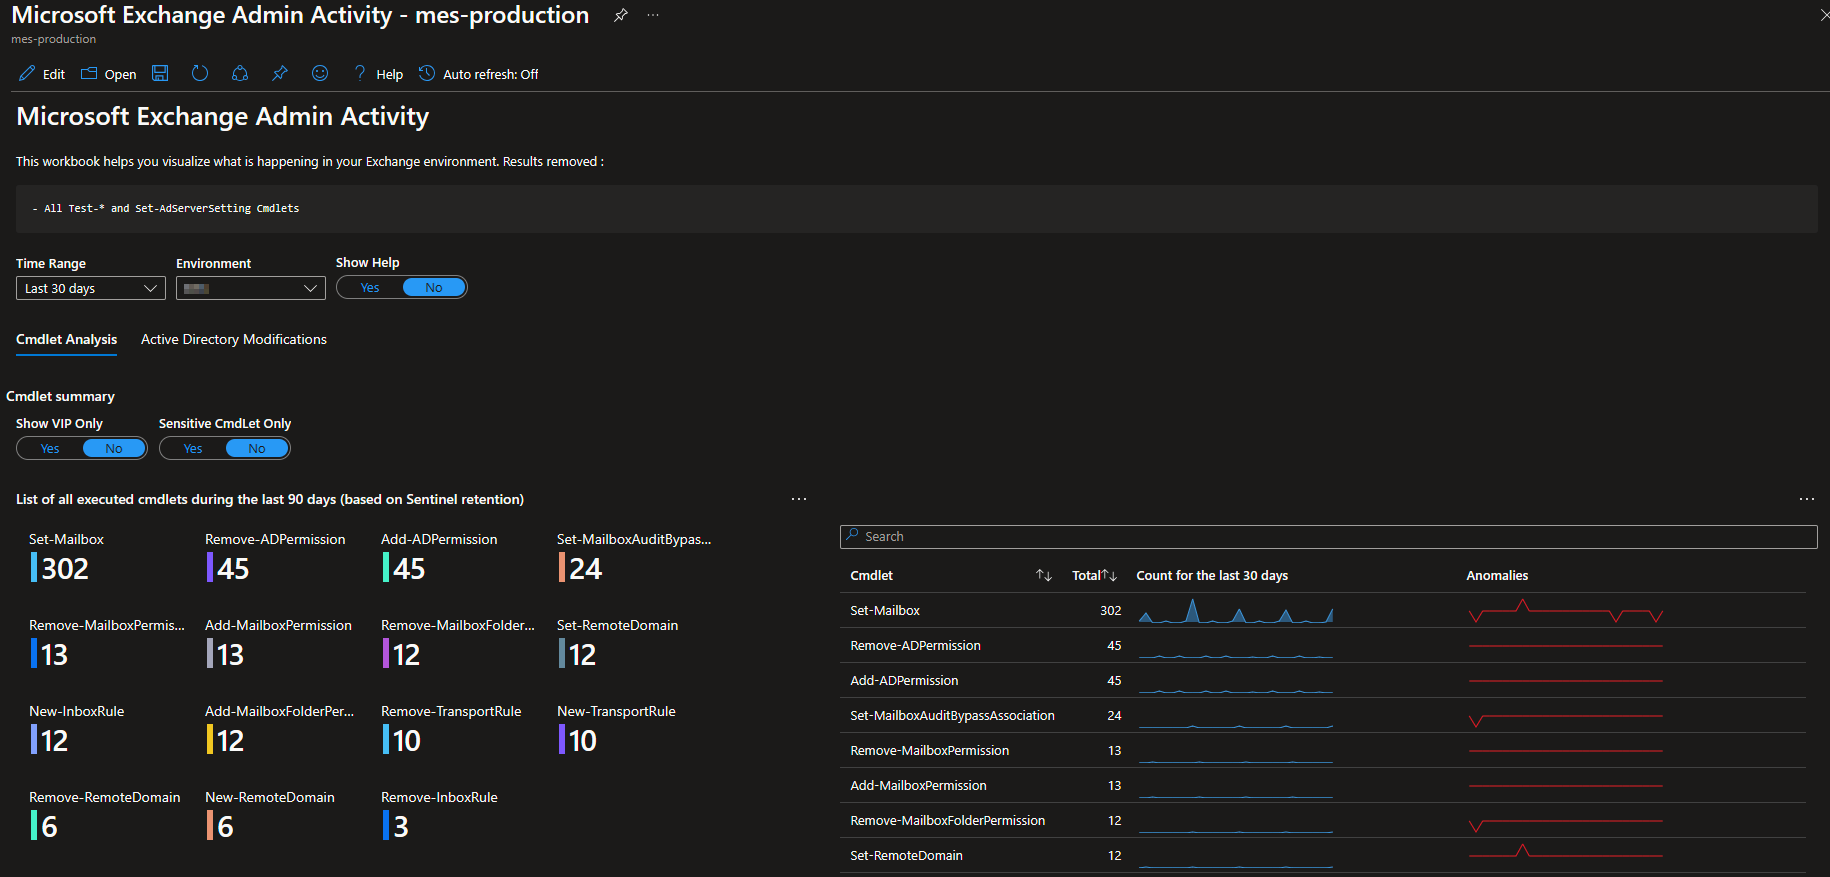 Microsoft Exchange Admin Activity - mes-production
mes-production
Edit
Open
Help
Auto refresh: Off
Microsoft Exchange Admin Activity
This workbook helps you visualize what is happening in your Exchange environment. Results removed :
- All Test-* and Set-AdServerSetting Cmdlets
Time Range
Environment
Show Help
Last 30 days
Yes
No
Cmdlet Analysis
Active Directory Modifications
Cmdlet summary
Show VIP Only
Sensitive CmdLet Only
Yes
No
Yes
No
List of all executed cmdlets during the last 90 days (based on Sentinel retention)
Set-Mailbox
302
Remove-ADPermission
45
Add-ADPermission
45
Set-MailboxAuditBypas...
24
Remove-MailboxPermis...
13
Add-MailboxPermission
13
Remove-MailboxFolder...
12
Set-RemoteDomain
12
New-InboxRule
12
Add-MailboxFolderPer...
12
Remove-TransportRule
10
New-TransportRule
10
Remove-RemoteDomain
6
New-RemoteDomain
6
Remove-InboxRule
3
Search
Cmdlet Total Count for the last 30 days Anomalies
Set-Mailbox 302
Remove-ADPermission 45
Add-ADPermission 45
Set-MailboxAuditBypassAssociation 24
Remove-MailboxPermission 13
Add-MailboxPermission 13
Remove-MailboxFolderPermission 12
Set-RemoteDomain 12